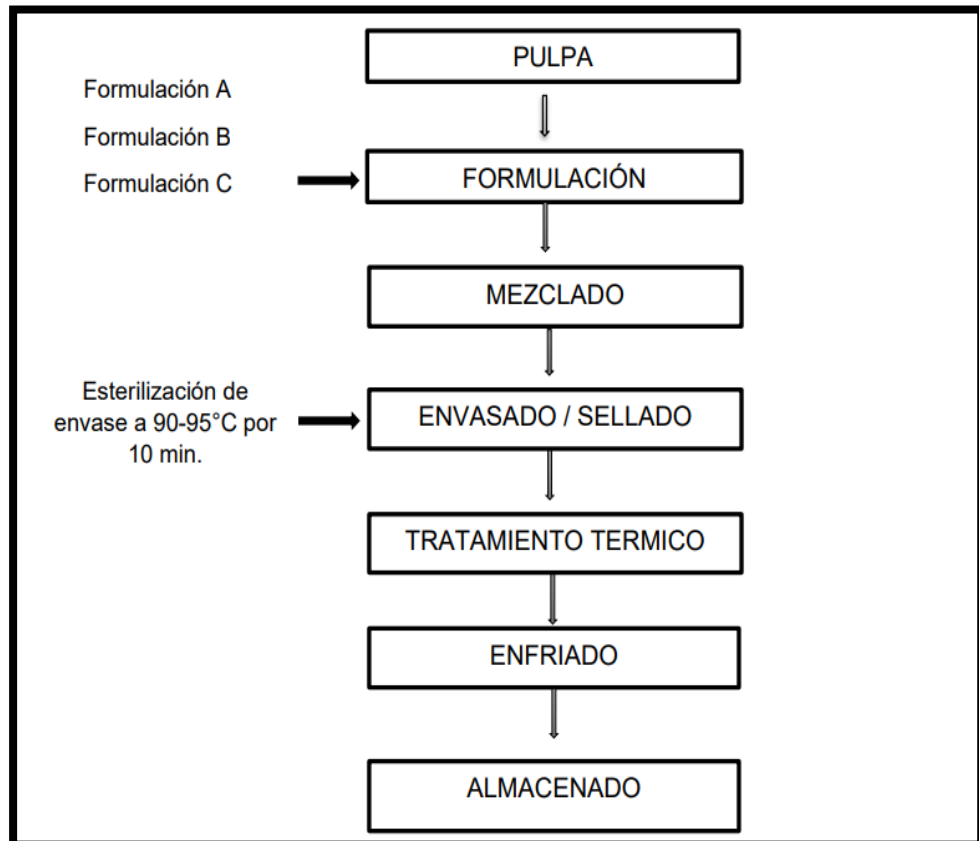 PULPA
Formulación A
Formulación B
Formulación C
FORMULACIÓN
MEZCLADO
Esterilización de
envase a 90-95°C por
10 min.
ENVASADO / SELLADO
TRATAMIENTO TERMICO
ENFRIADO
ALMACENADO